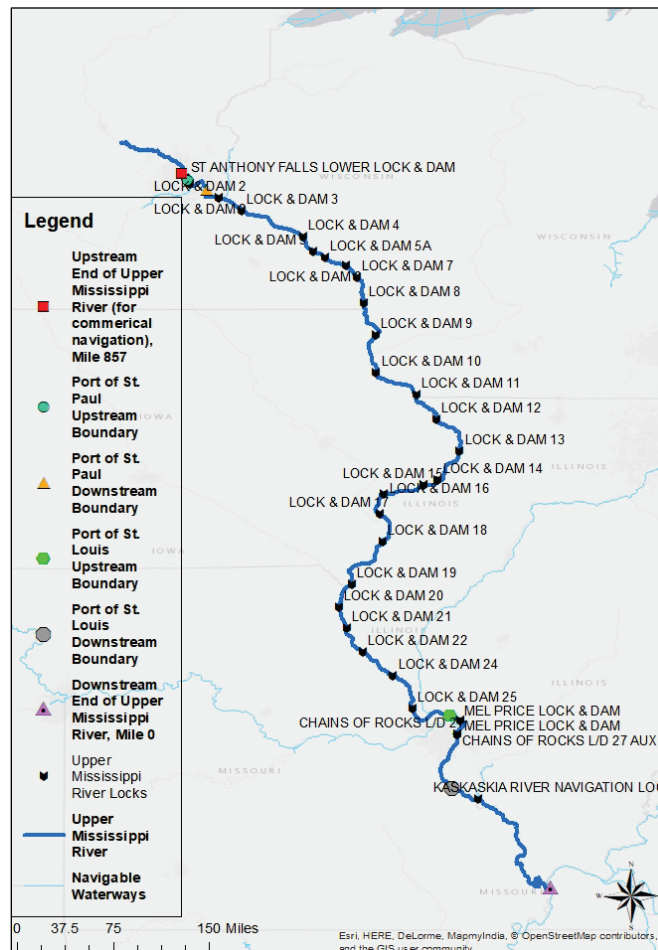 ST ANTHONY FALLS LOWER LOCK & DAM
WISCONSIN
LOCK & DAM 2
LOCK & DAM 3
Legend
Upstream
End of Upper
Mississippi
River (for
commerical
navigation),
Mile 857
Port of St.
Paul
Upstream
Boundary
Port of St.
Paul
Downstream
Boundary
Port of St.
Louis
Upstream
Boundary
Port of St.
Louis
Downstream
Boundary
Downstream
End of Upper
Mississippi
River, Mile 0
Upper
Mississippi
River Locks
Upper
Mississippi
River
Navigable
Waterways
LOCK & DAM 4
WISCONSIN
LOCK & DAM 5A
LOCK & DAM 7
LOCK & DAM 8
LOCK & DAM 9
LOCK & DAM 10
LOCK & DAM 11
IOWA
LOCK & DAM 12
LOCK & DAM 13
LOCK & DAM 15
LOCK & DAM 14
ILLINOIS
LOCK & DAM 16
LOCK & DAM 17
LOCK & DAM 18
IOWA
LOCK & DAM 19
LOCK & DAM 20
LOCK & DAM 21
ILLINOIS
LOCK & DAM 22
LOCK & DAM 24
ILLINOIS
LOCK & DAM 25
MEL PRICE LOCK & DAM
CHAINS OF ROCKS L/D
MEL PRICE LOCK & DAM
CHAINS OF ROCKS L/D 27 AUX
MISSOURI
KASKASKIA RIVER NAVIGATION
MISSOURI
N
W
E
S
0 37.5 75 150 Miles
Esri, HERE, DeLorme, MapmyIndia, © OpenStreetMap contributors,
and the GIS user community